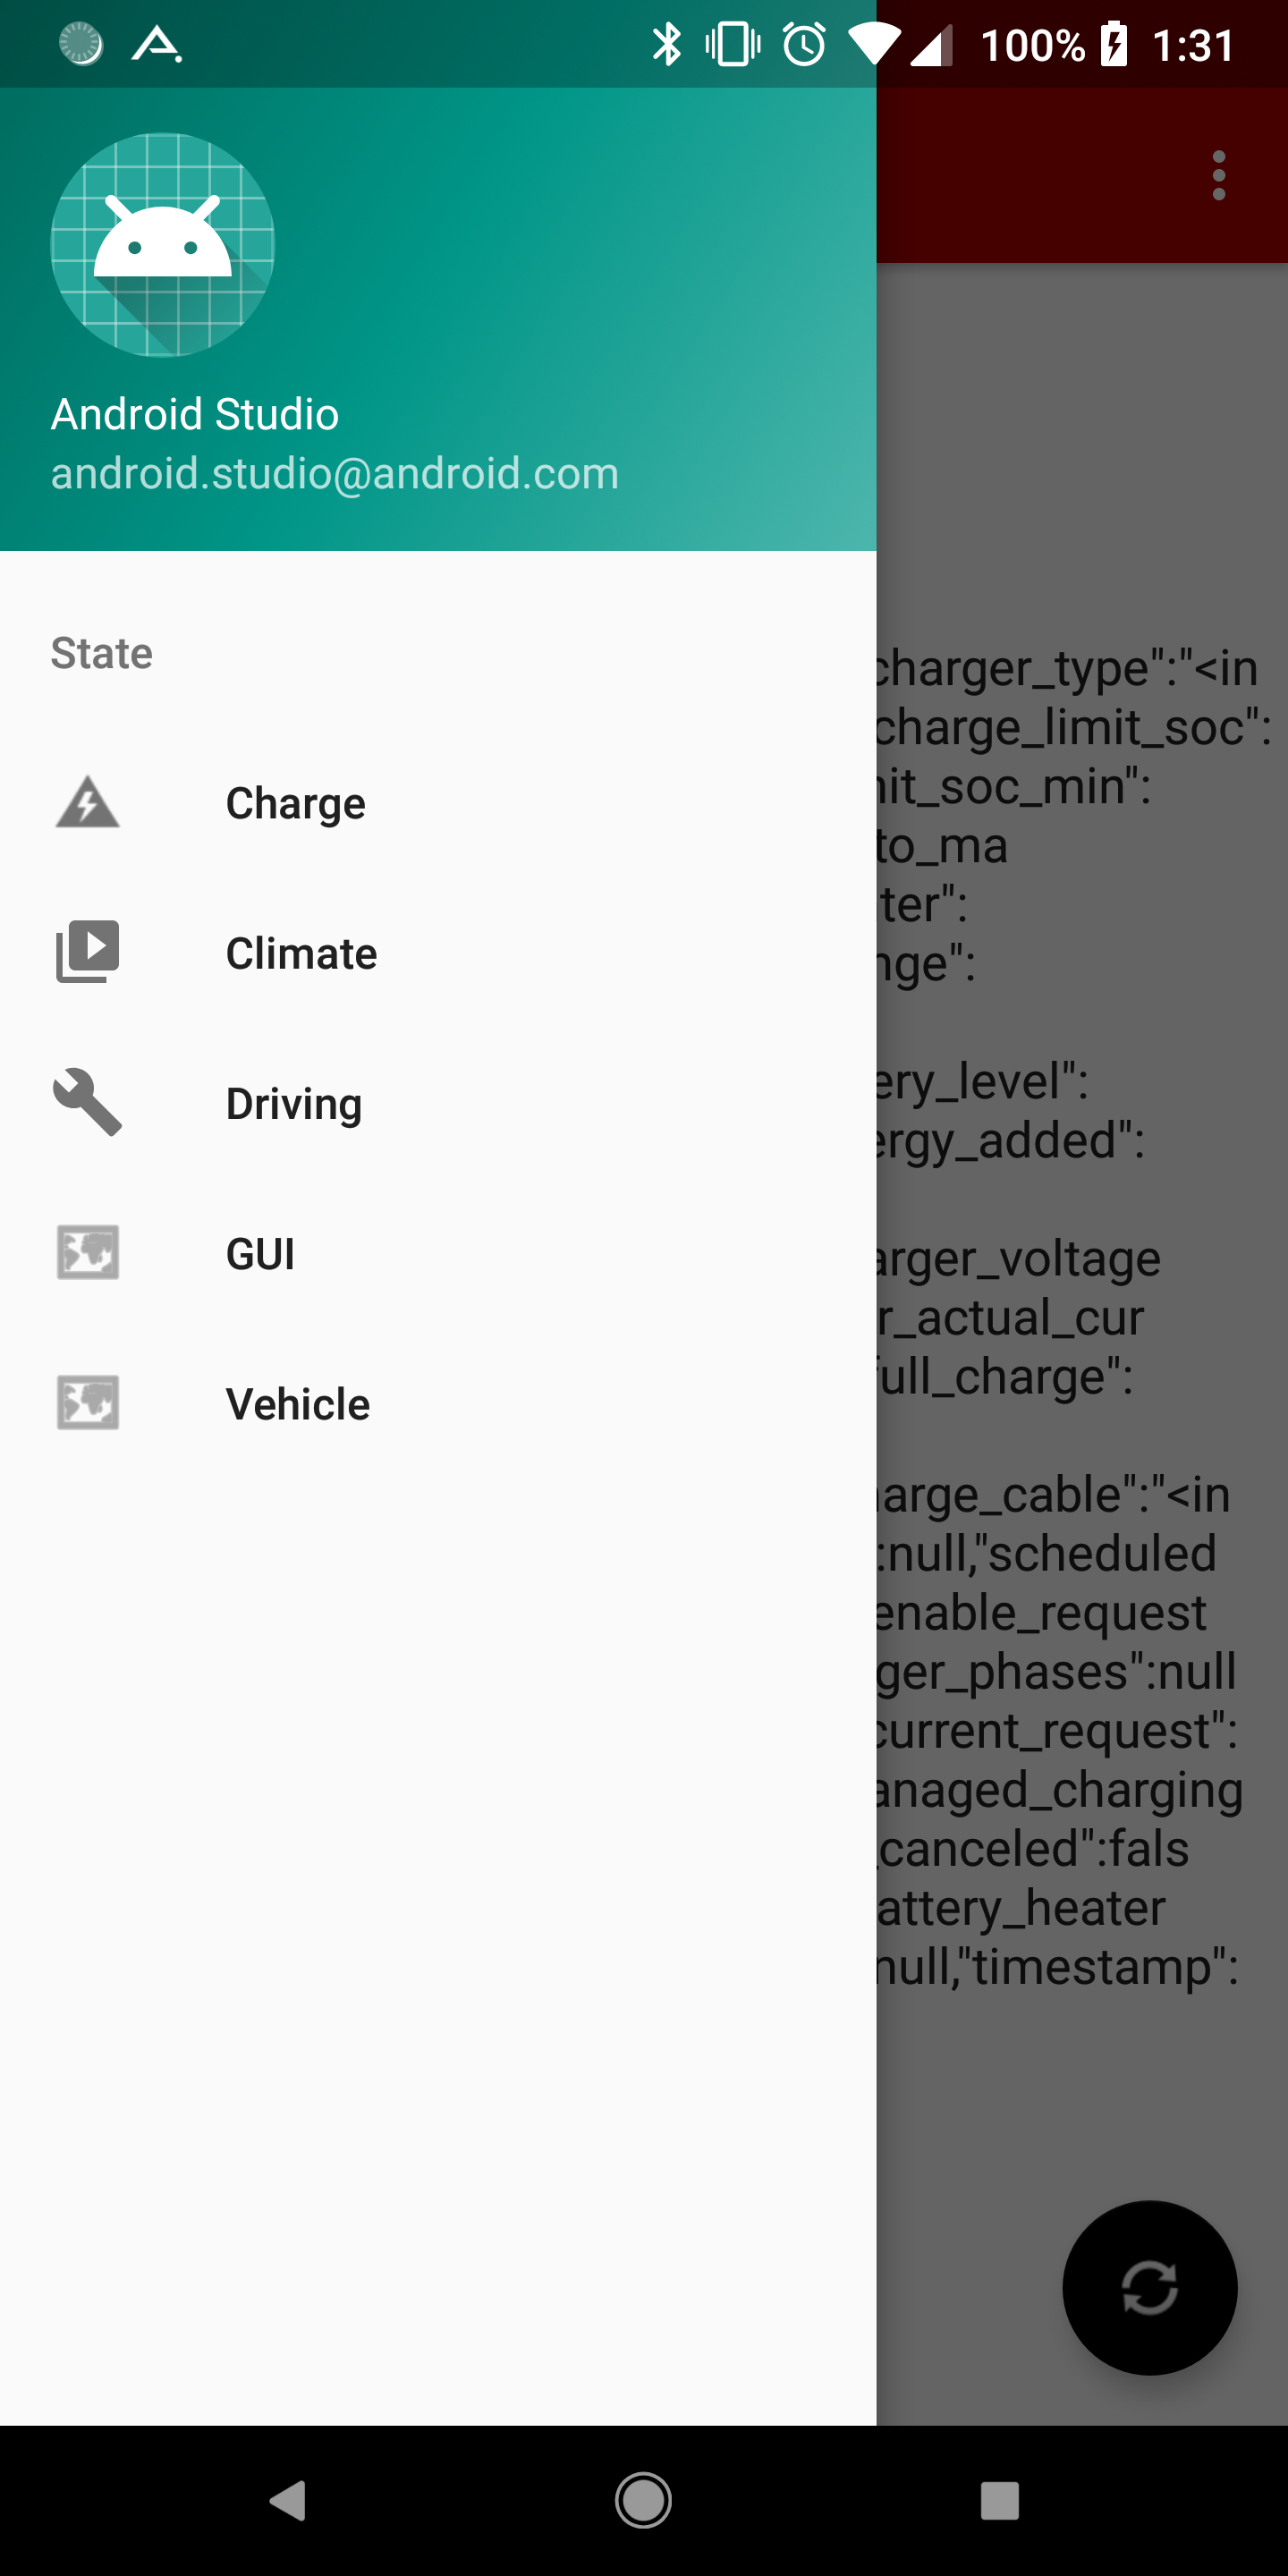 100% 1:31
Android Studio
android.studio@android.com
State
Charge
Climate
Driving
GUI
Vehicle
charger_type":"<in
charge_limit_soc":
nit_soc_min":
to_ma
ter":
nge":
ery_level":
ergy_added":
arger_voltage
r_actual_cur
full_charge":
harge_cable":"<in
:null,"scheduled
enable_request
ger_phases":null
current_request":
anaged_charging
_canceled":fals
attery_heater
null,"timestamp":